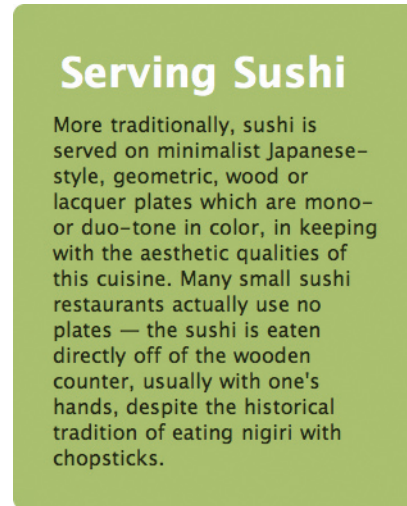 Serving Sushi
More traditionally, sushi is
served on minimalist Japanese-
style, geometric, wood or
lacquer plates which are mono-
or duo-tone in color, in keeping
with the aesthetic qualities of
this cuisine. Many small sushi
restaurants actually use no
plates — the sushi is eaten
directly off of the wooden
counter, usually with one's
hands, despite the historical
tradition of eating nigiri with
chopsticks.